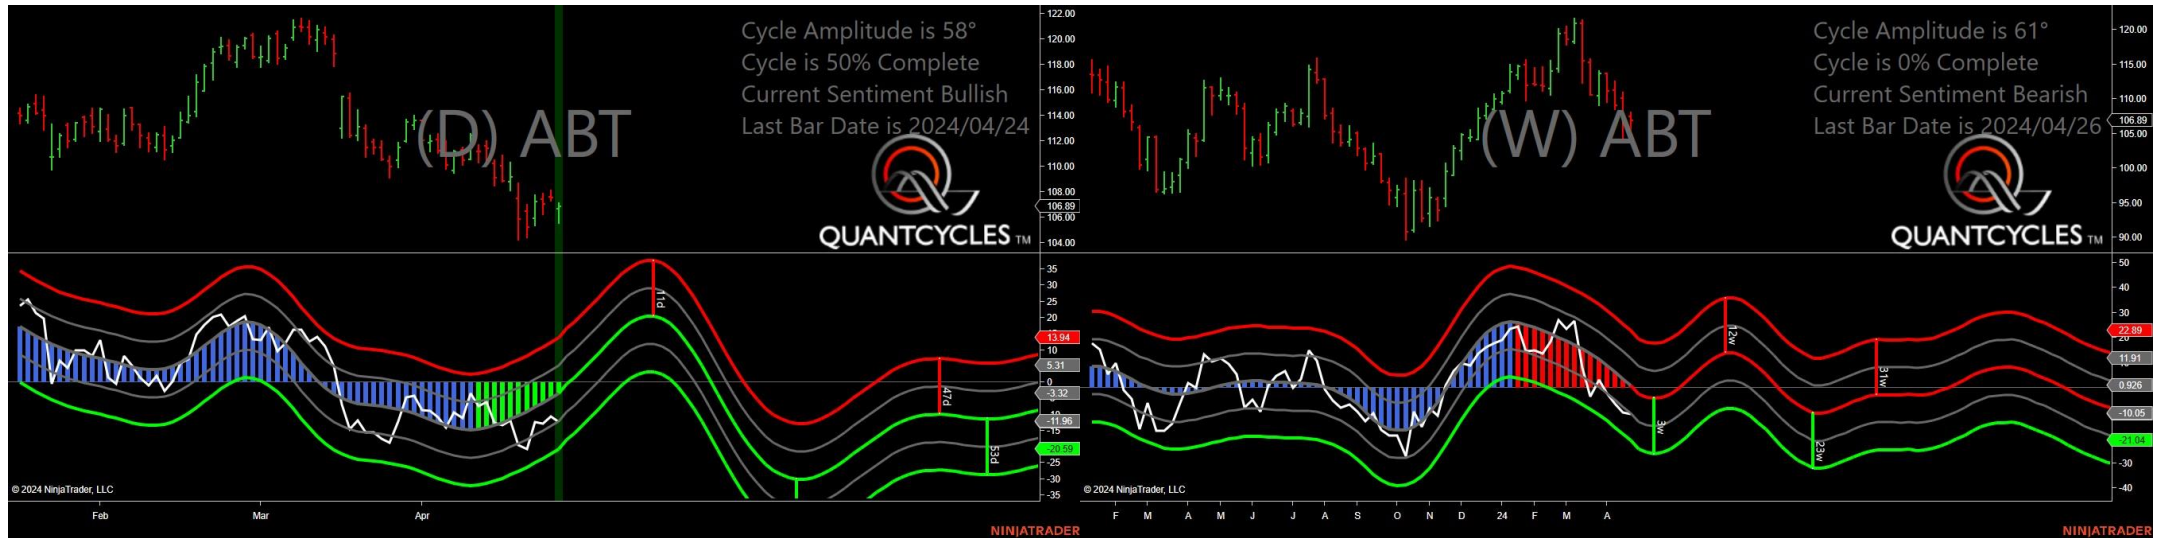 Cycle Amplitude is 58°
Cycle is 50% Complete
Current Sentiment Bullish
Last Bar Date is 2024/04/24
(D) ABT
QUANTCYCLES TM
122.00
120.00
118.00
116.00
114.00
112.00
110.00
108.00
106.89
106.00
104.00
35
30
25
20
13.94
10
5.31
0
-3.32
-11.96
-15
-20.59
-25
-30
-35
11d
47d
53d
© 2024 NinjaTrader, LLC
Feb Mar Apr
NINJATRADER
Cycle Amplitude is 61°
Cycle is 0% Complete
Current Sentiment Bearish
Last Bar Date is 2024/04/26
(W) ABT
QUANTCYCLES TM
120.00
115.00
110.00
106.89
105.00
100.00
95.00
90.00
50
40
30
22.89
20
11.91
0.926
-10.05
-21.04
-30
-40
3w
12w
23w
31w
© 2024 NinjaTrader, LLC
F M A M J J A S O N D 24 F M A
NINJATRADER